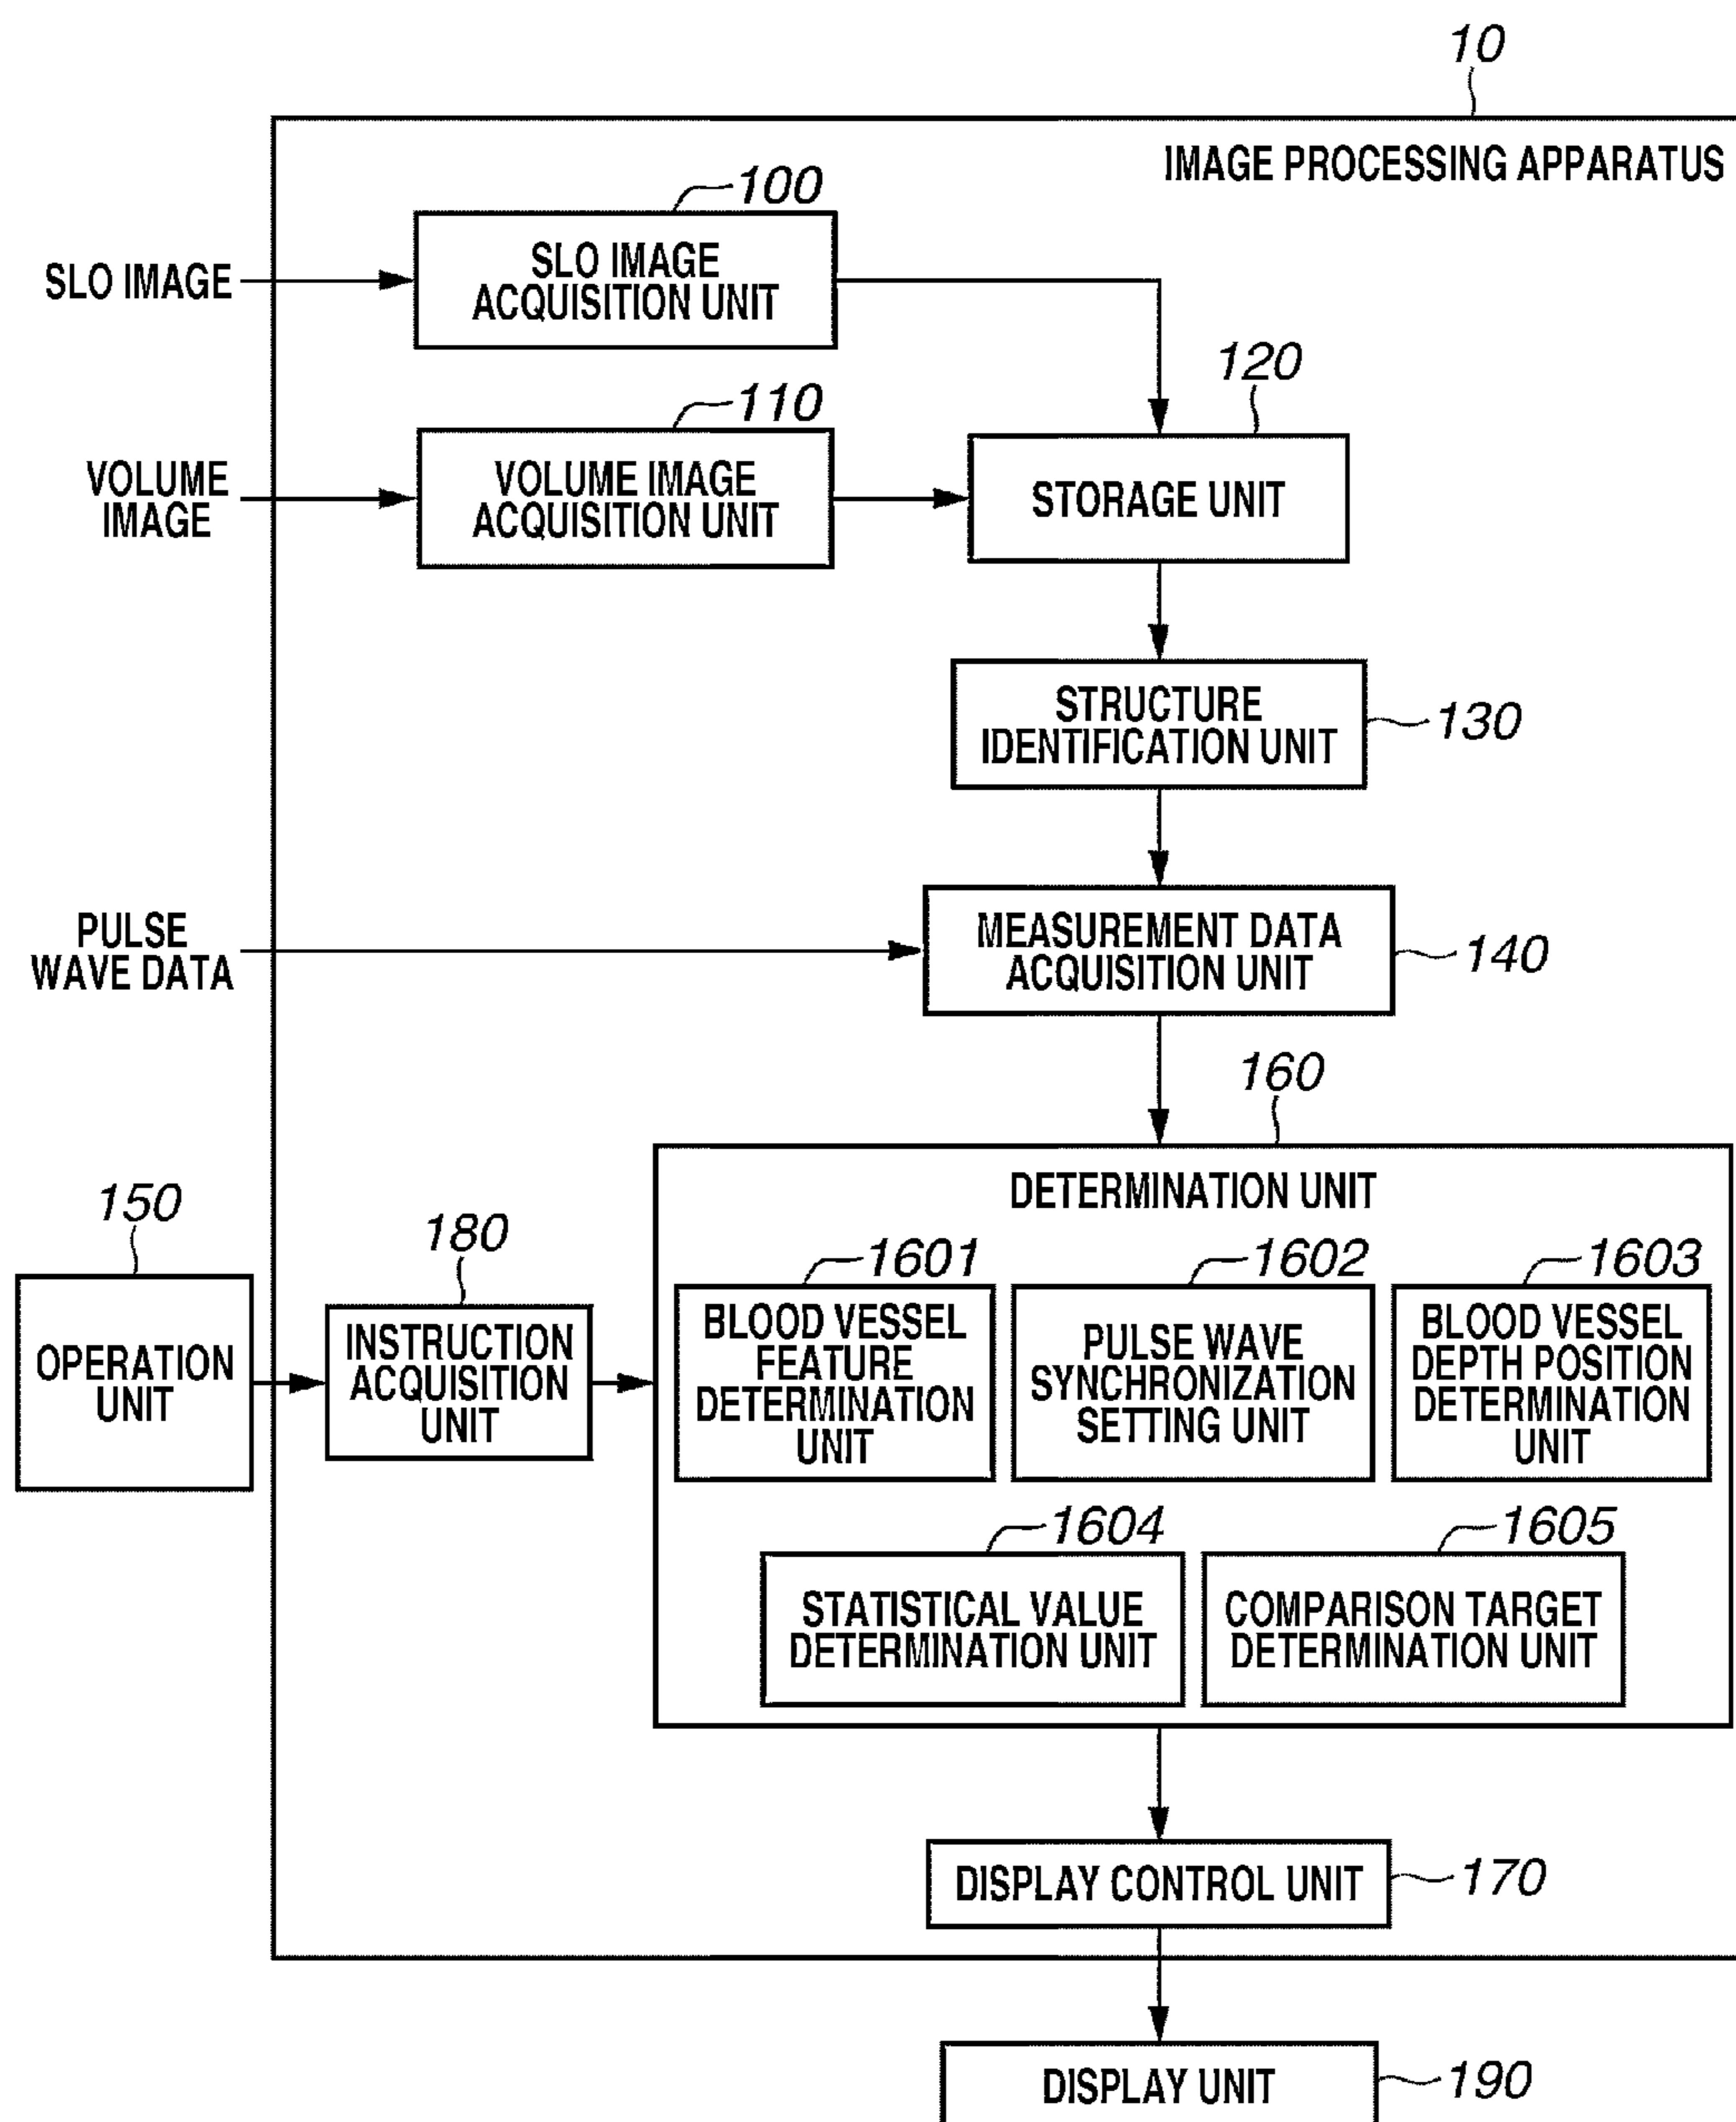 10
IMAGE PROCESSING APPARATUS
100
SLO IMAGE
SLO IMAGE
ACQUISITION UNIT
120
110
VOLUME
IMAGE
VOLUME IMAGE
ACQUISITION UNIT
STORAGE UNIT
STRUCTURE
IDENTIFICATION UNIT
130
PULSE
WAVE DATA
MEASUREMENT DATA
ACQUISITION UNIT
140
160
DETERMINATION UNIT
150
180
1601
1602
1603
OPERATION
UNIT
INSTRUCTION
ACQUISITION
UNIT
BLOOD VESSEL
FEATURE
DETERMINATION
UNIT
PULSE WAVE
SYNCHRONIZATION
SETTING UNIT
BLOOD VESSEL
DEPTH POSITION
DETERMINATION
UNIT
1604
1605
STATISTICAL VALUE
DETERMINATION UNIT
COMPARISON TARGET
DETERMINATION UNIT
DISPLAY CONTROL UNIT
170
DISPLAY UNIT
190